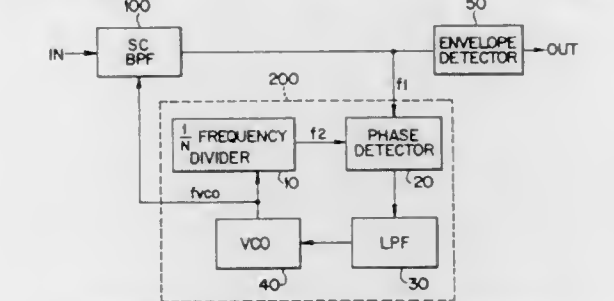 100
50
IN
SC
BPF
ENVELOPE
DETECTOR
OUT
200
f1
1/N FREQUENCY
DIVIDER
f2
PHASE
DETECTOR
10
20
fvco
VCO
LPF
40
30